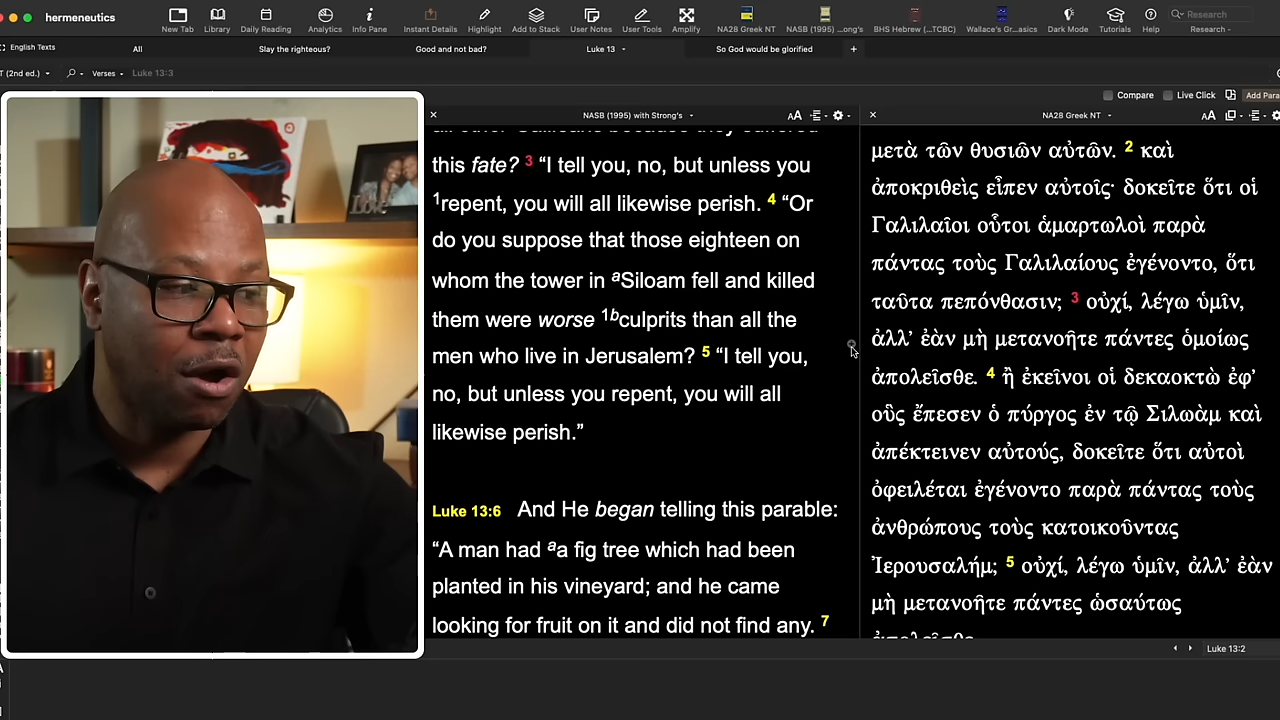 hermeneutics
New Tab
Library
Daily Reading
Analytics
Info Pane
Instant Details
Highlight
Add to Stack
User Notes
User Tools
Amplify
NA28 Greek NT
NASB (1995) ...ong's
BHS Hebrew (...TCBC)
Wallace's Gr...asics
Dark Mode
Tutorials
Help
Research
Research
English Texts
All
Slay the righteous?
Good and not bad?
Luke 13
So God would be glorified
T (2nd ed.)
Verses
Luke 13:3
Compare
Live Click
Add Para
NASB (1995) with Strong's
this fate? 3 “I tell you, no, but unless you
1repent, you will all likewise perish. 4 “Or
do you suppose that those eighteen on
whom the tower in aSiloam fell and killed
them were worse 1bculprits than all the
men who live in Jerusalem? 5 “I tell you,
no, but unless you repent, you will all
likewise perish.”
Luke 13:6 And He began telling this parable:
“A man had aa fig tree which had been
planted in his vineyard; and he came
looking for fruit on it and did not find any. 7
NA28 Greek NT
μετὰ τῶν θυσιῶν αὐτῶν. 2 καὶ
ἀποκριθεὶς εἶπεν αὐτοῖς· δοκεῖτε ὅτι οἱ
Γαλιλαῖοι οὗτοι ἁμαρτωλοὶ παρὰ
πάντας τοὺς Γαλιλαίους ἐγένοντο, ὅτι
ταῦτα πεπόνθασιν; 3 οὐχί, λέγω ὑμῖν,
ἀλλ’ ἐὰν μὴ μετανοῆτε πάντες ὁμοίως
ἀπολεῖσθε. 4 ἢ ἐκεῖνοι οἱ δεκαοκτὼ ἐφ’
οὓς ἔπεσεν ὁ πύργος ἐν τῷ Σιλωὰμ καὶ
ἀπέκτεινεν αὐτούς, δοκεῖτε ὅτι αὐτοὶ
ὀφειλέται ἐγένοντο παρὰ πάντας τοὺς
ἀνθρώπους τοὺς κατοικοῦντας
Ἰερουσαλήμ; 5 οὐχί, λέγω ὑμῖν, ἀλλ’ ἐὰν
μὴ μετανοῆτε πάντες ὡσαύτως
Luke 13:2